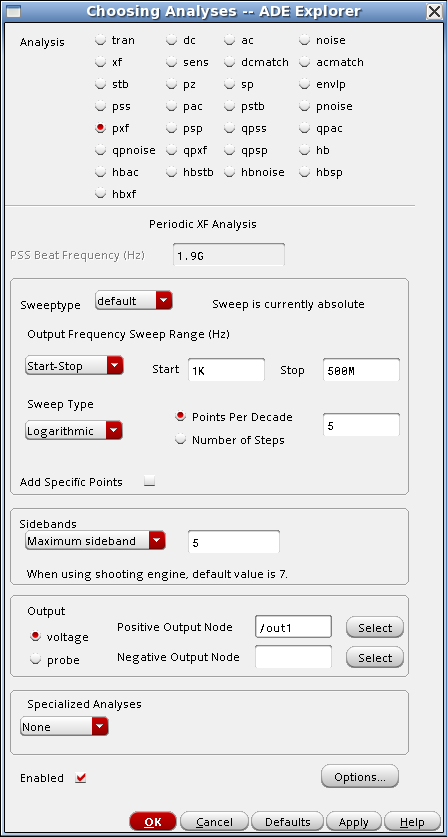 Choosing Analyses -- ADE Explorer
Analysis
tran dc ac noise
xf sens dcmatch acmatch
stb pz sp envlp
pss pac pstb pnoise
pxf psp qpss qpac
qpnoise qpxf qpsp hb
hbac hbstb hbnoise hbsp
hbxf
Periodic XF Analysis
PSS Beat Frequency (Hz) 1.9G
Sweeptype default Sweep is currently absolute
Output Frequency Sweep Range (Hz)
Start-Stop Start 1K Stop 500M
Sweep Type
Logarithmic
Points Per Decade 5
Number of Steps
Add Specific Points
Sidebands
Maximum sideband 5
When using shooting engine, default value is 7.
Output
voltage Positive Output Node /out1 Select
probe Negative Output Node Select
Specialized Analyses
None
Enabled Options...
OK Cancel Defaults Apply Help